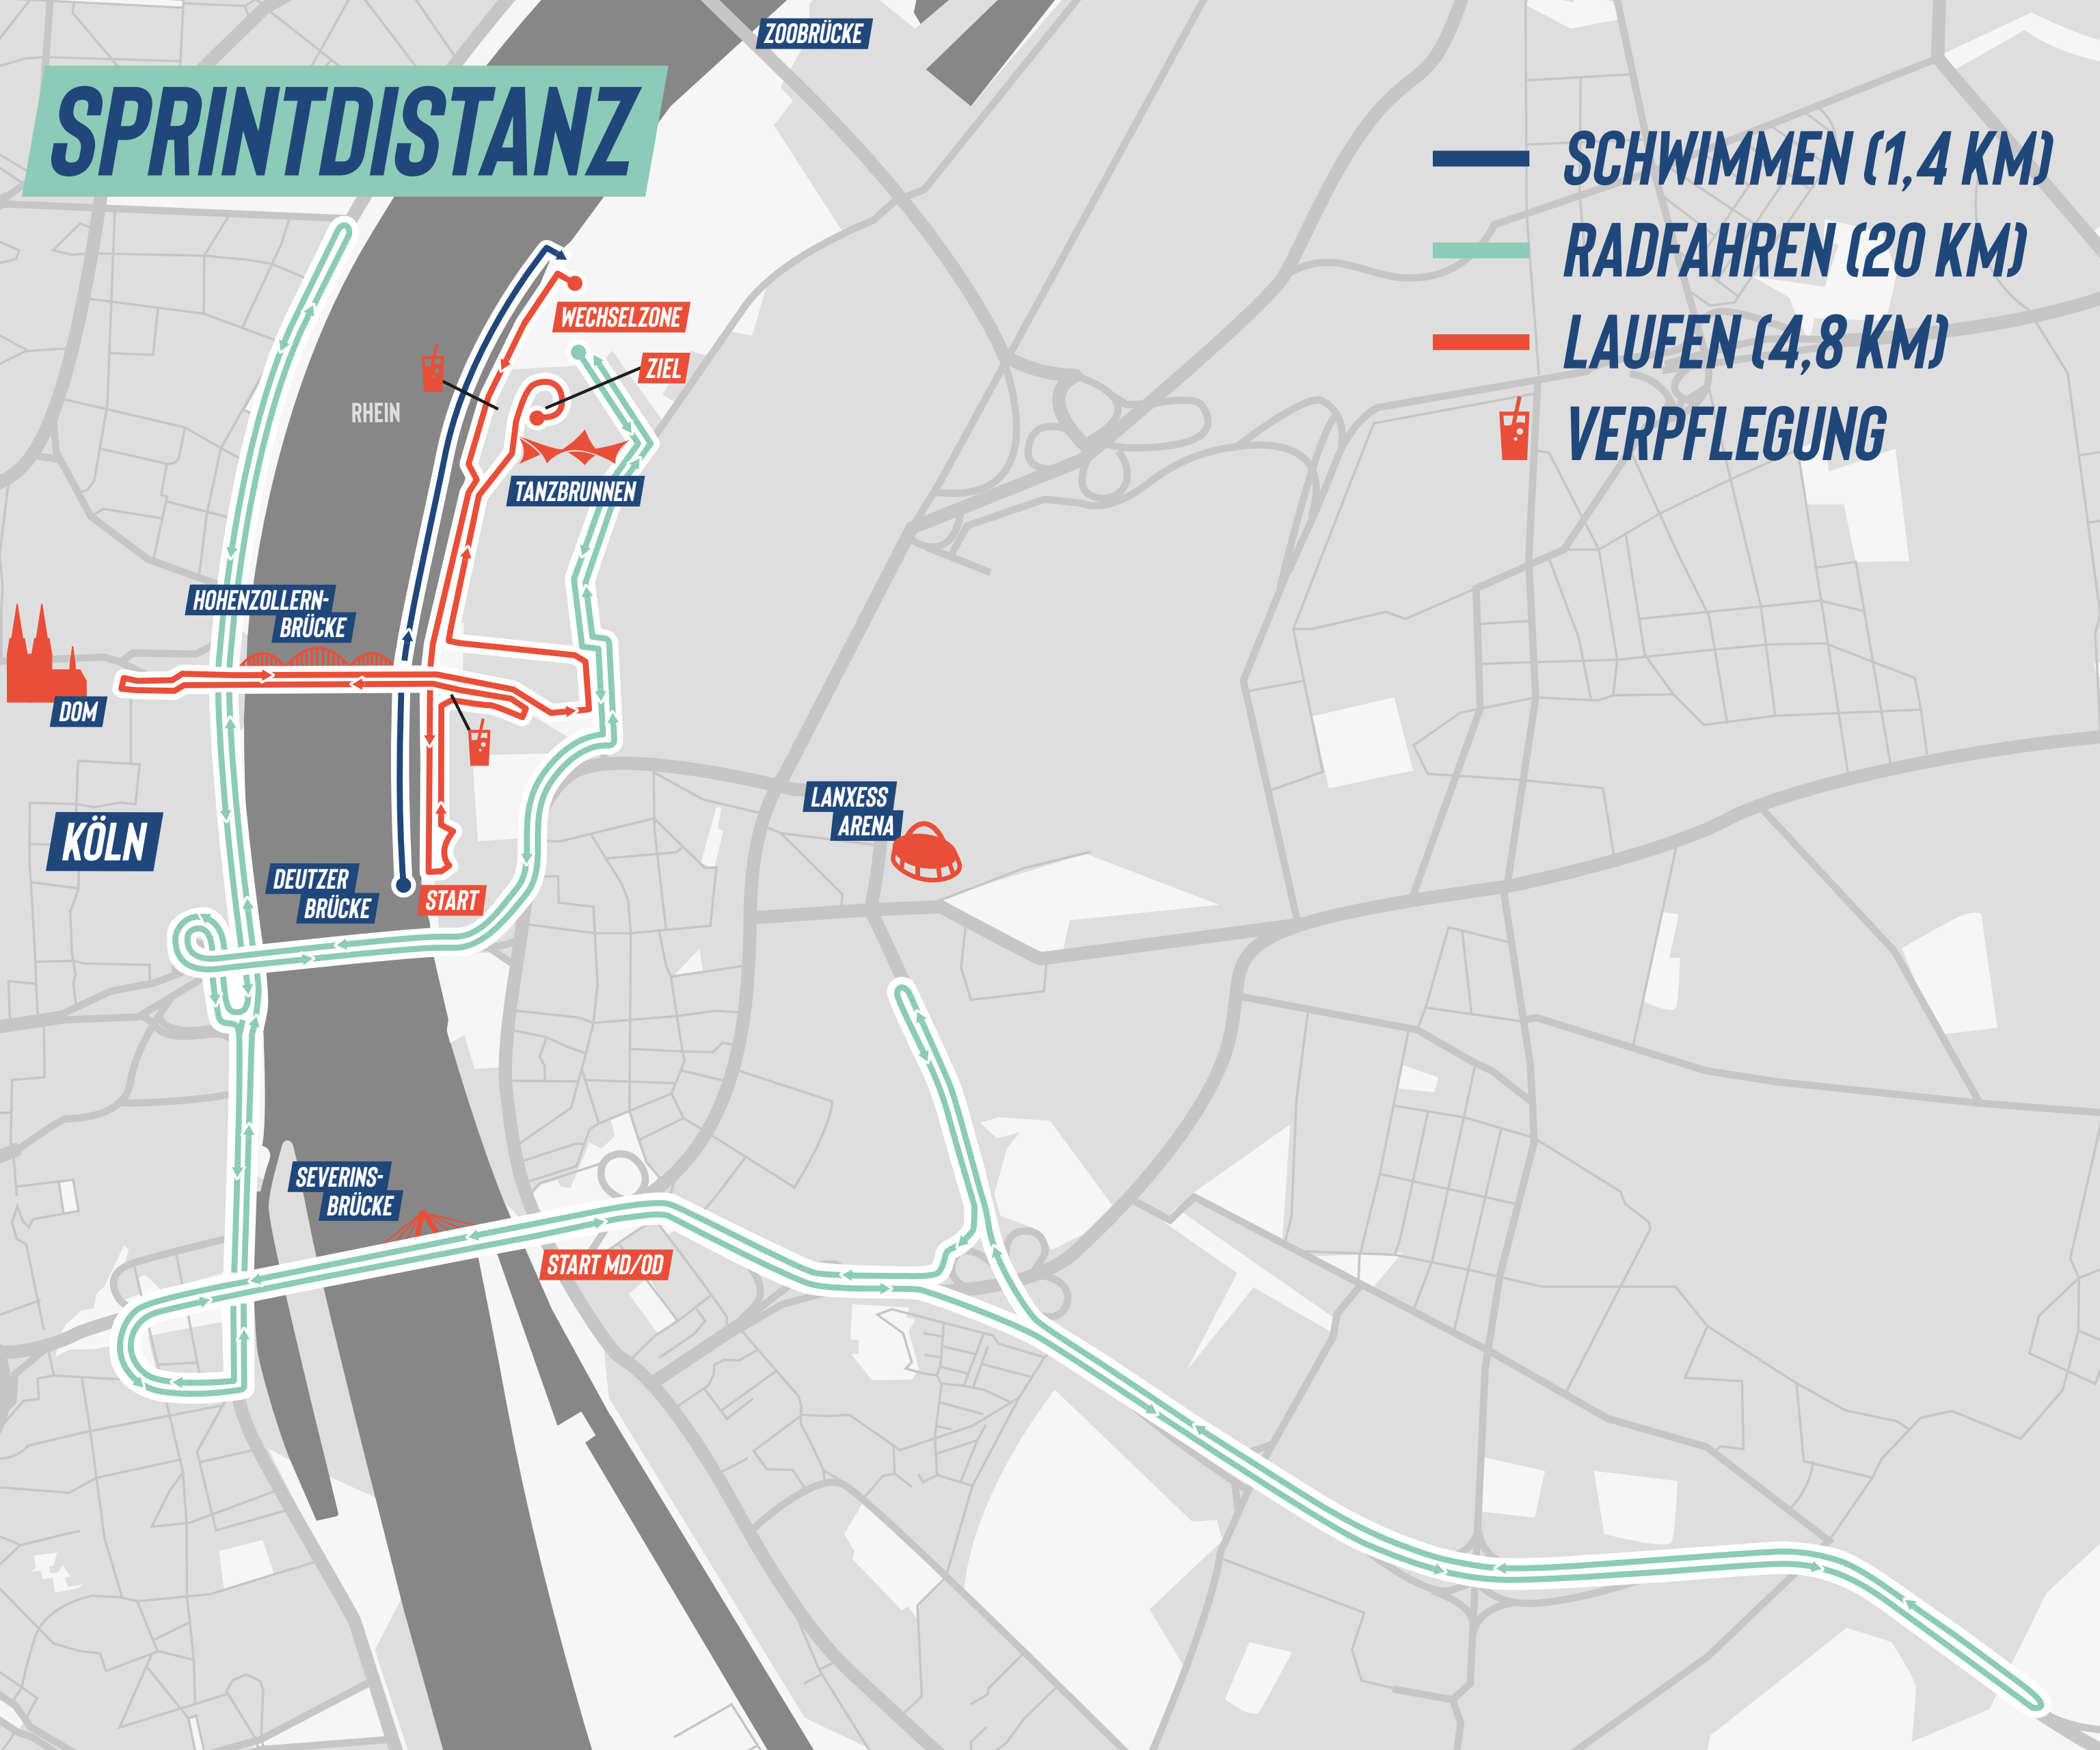 ZOOBRÜCKE
SPRINTDISTANZ
SCHWIMMEN (1,4 KM)
RADFAHREN (20 KM)
LAUFEN (4,8 KM)
VERPFLEGUNG
WECHSELZONE
ZIEL
RHEIN
TANZBRUNNEN
HOHENZOLLERN-
BRÜCKE
DOM
LANXESS
ARENA
KÖLN
DEUTZER
BRÜCKE
START
SEVERINS-
BRÜCKE
START MD/OD